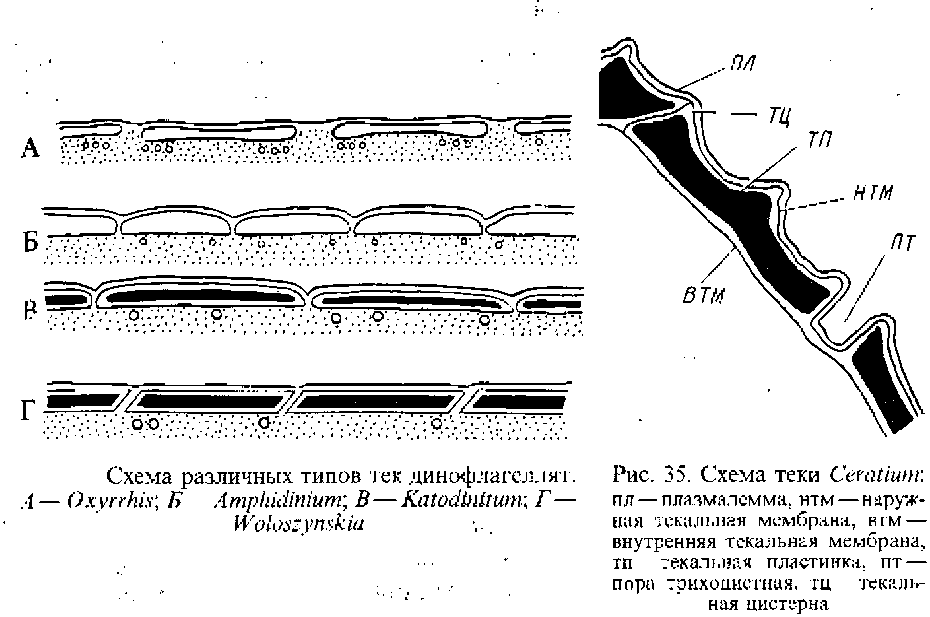 А
Б
В
Г
Схема различных типов тек динофлагеллят.
А — Oxyrrhis; Б Amphidinium; В — Katodinium; Г —
Woloszynskia
ПЛ
ТЦ
ТП
НТМ
ПТ
ВТМ
Рис. 35. Схема теки Ceratium:
пл — плазмалемма, нтм — наруж-
ная текальная мембрана, втм —
внутренняя текальная мембрана,
тп текальная пластинка, пт —
пора трихоцистная, тц текаль-
ная цистерна